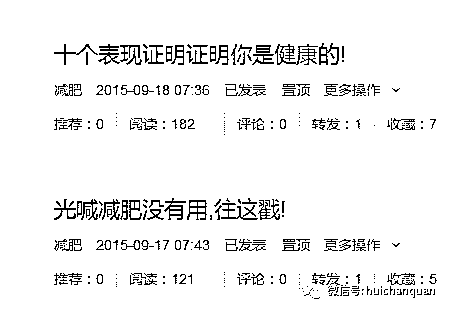 十个表现证明证明你是健康的!
减肥 2015-09-18 07:36 已发表 置顶 更多操作
推荐:0 阅读:182 评论:0 转发:1 收藏:7
光喊减肥没有用,往这戳!
减肥 2015-09-17 07:43 已发表 置顶 更多操作
推荐:0 阅读:121 评论:0 转发:1 收藏:5
微信号: huichanquan